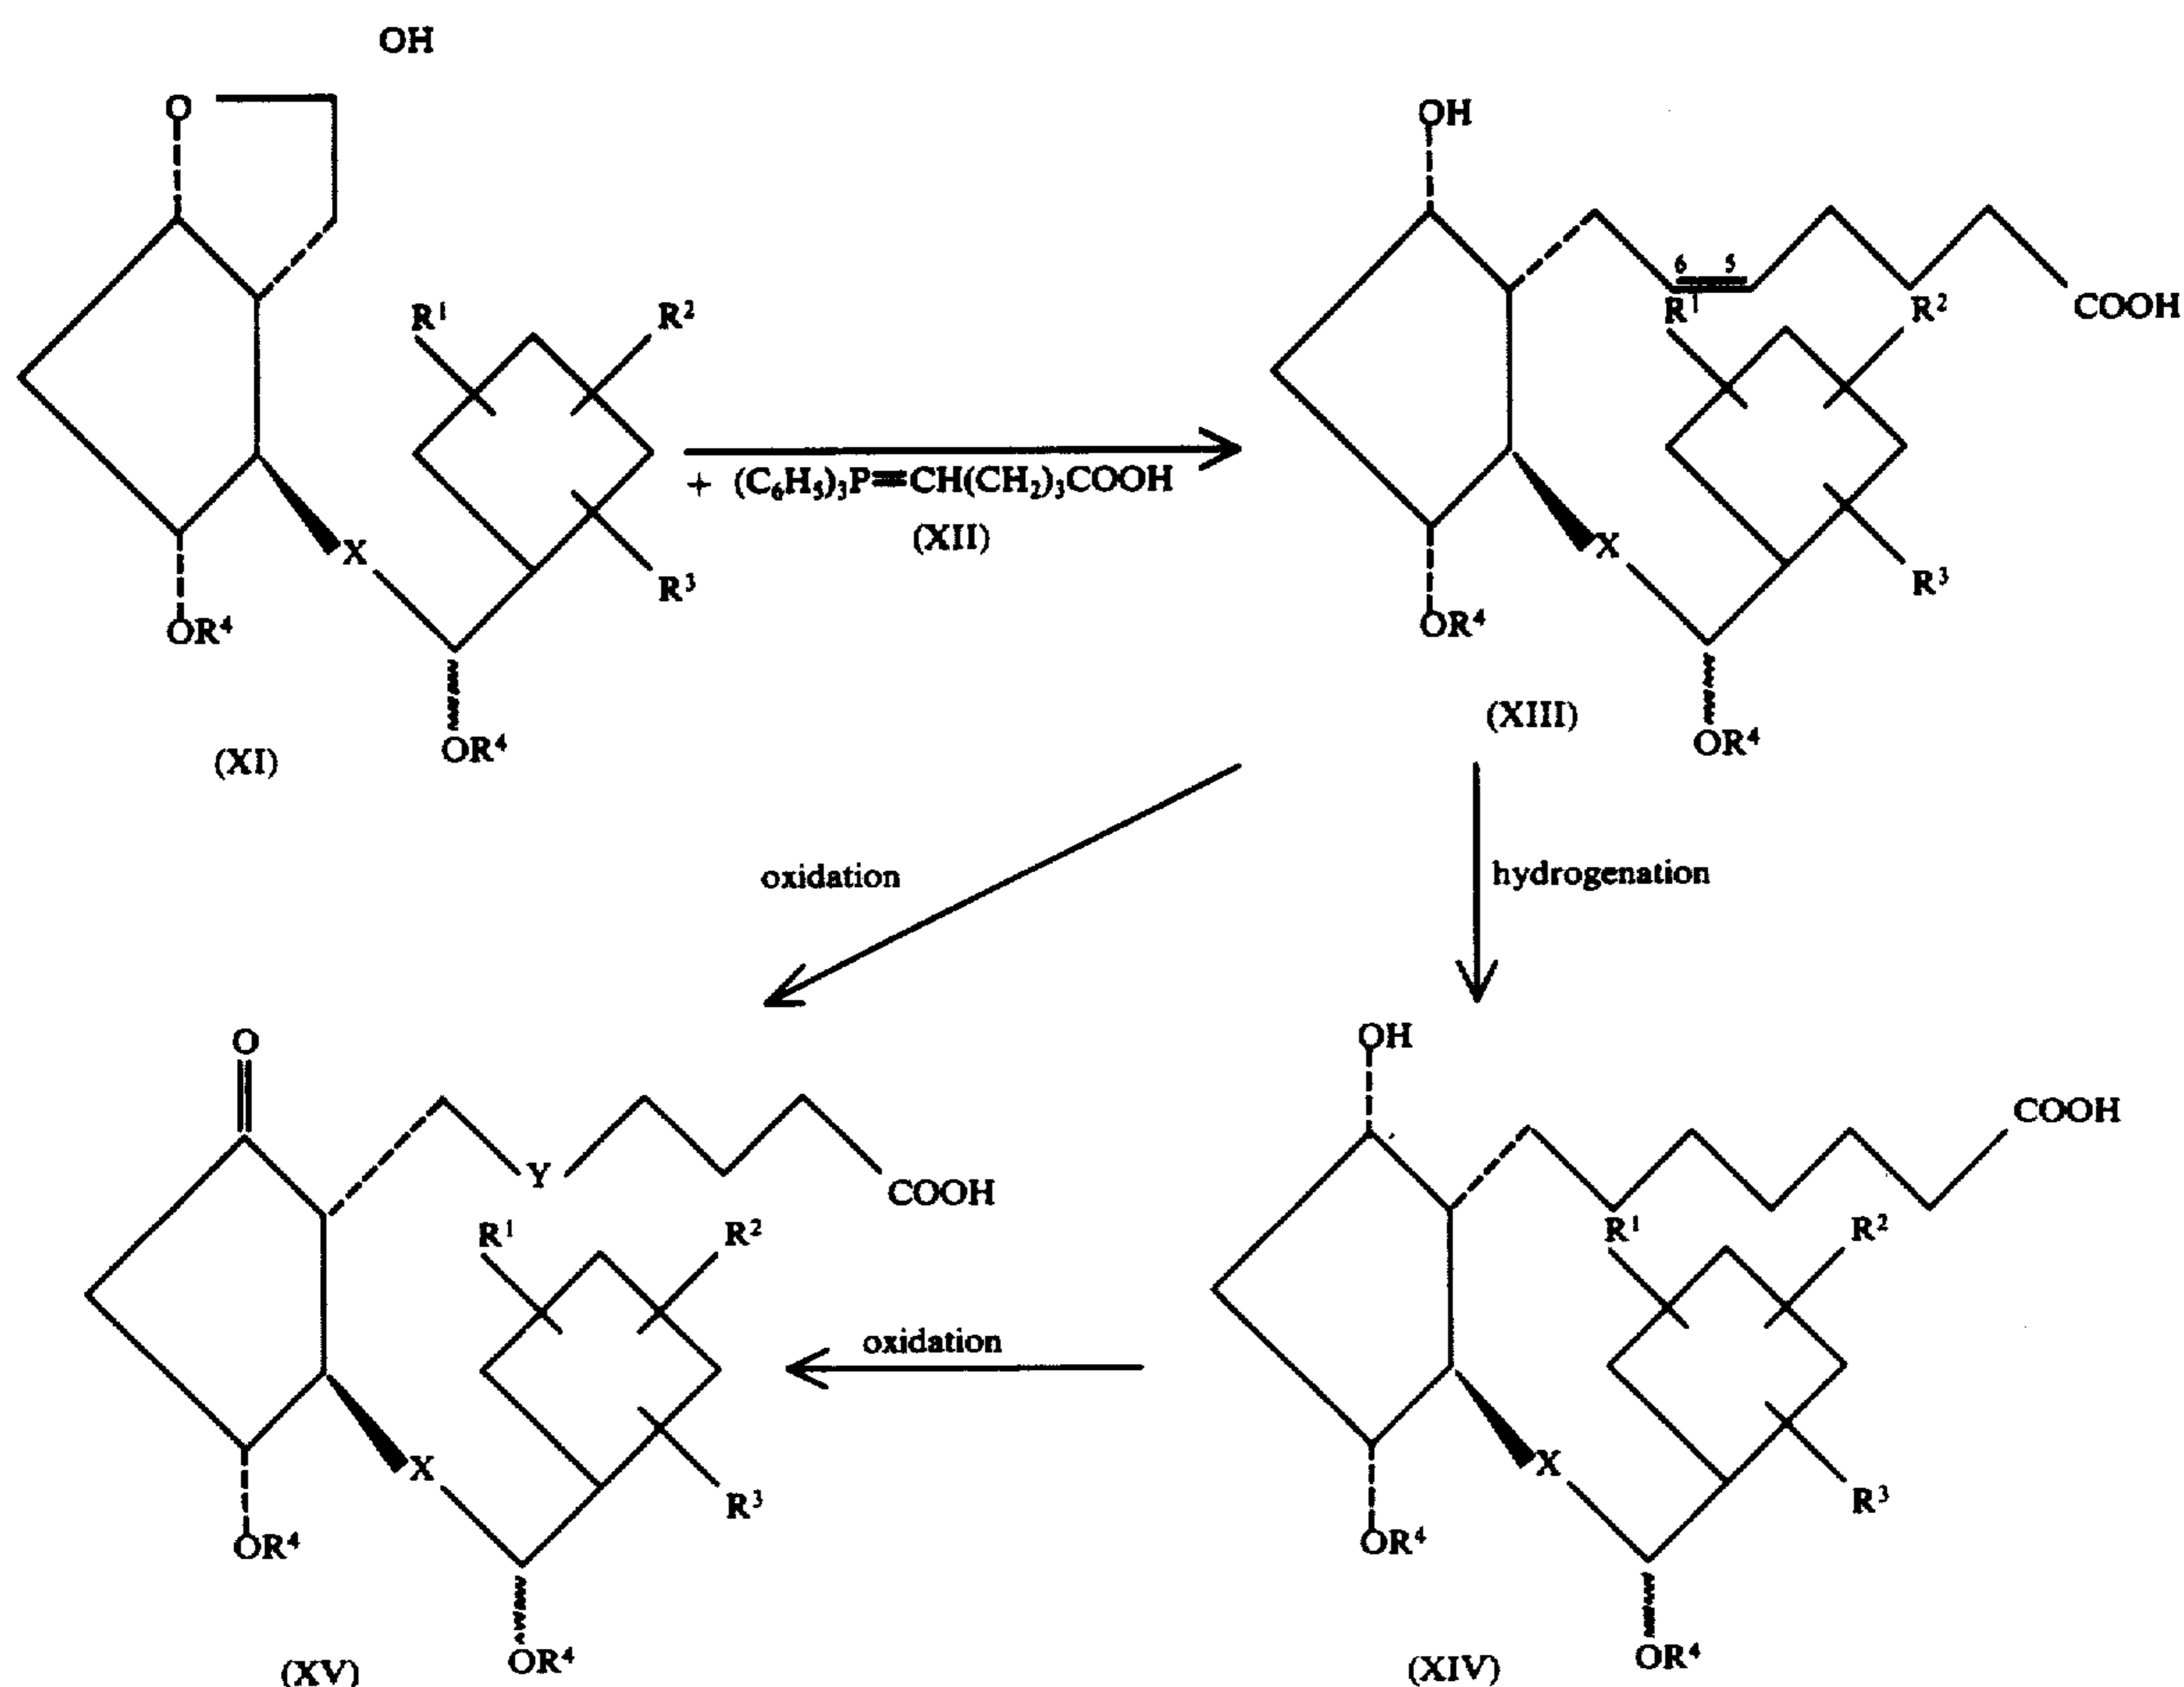 OH
O
R¹ R²
X
R³
OR⁴
OR⁴
(XI)
+ (C₆H₅)₃P=CH(CH₂)₃COOH
(XII)
OH
6 5
COOH
R¹ R²
X
R³
OR⁴
OR⁴
(XIII)
oxidation
hydrogenation
O
Y
COOH
R¹ R²
X
R³
OR⁴
OR⁴
(XV)
oxidation
OH
COOH
R¹ R²
X
R³
OR⁴
OR⁴
(XIV)